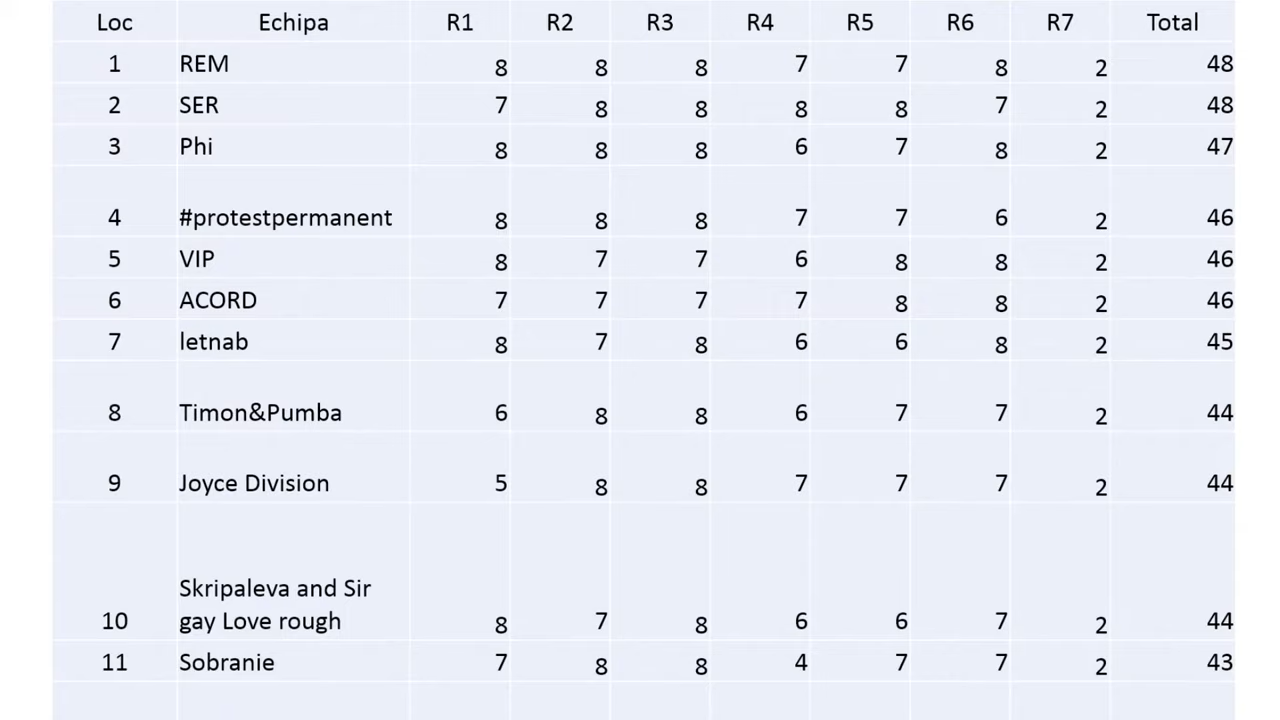 Loc Echipa R1 R2 R3 R4 R5 R6 R7 Total
1 REM 8 8 8 7 7 8 2 48
2 SER 7 8 8 8 8 7 2 48
3 Phi 8 8 8 6 7 8 2 47
4 #protestpermanent 8 8 8 7 7 6 2 46
5 VIP 8 7 7 6 8 8 2 46
6 ACORD 7 7 7 7 8 8 2 46
7 letnab 8 7 8 6 6 8 2 45
8 Timon&Pumba 6 8 8 6 7 7 2 44
9 Joyce Division 5 8 8 7 7 7 2 44
Skripaleva and Sir
10 gay Love rough 8 7 8 6 6 7 2 44
11 Sobranie 7 8 8 4 7 7 2 43